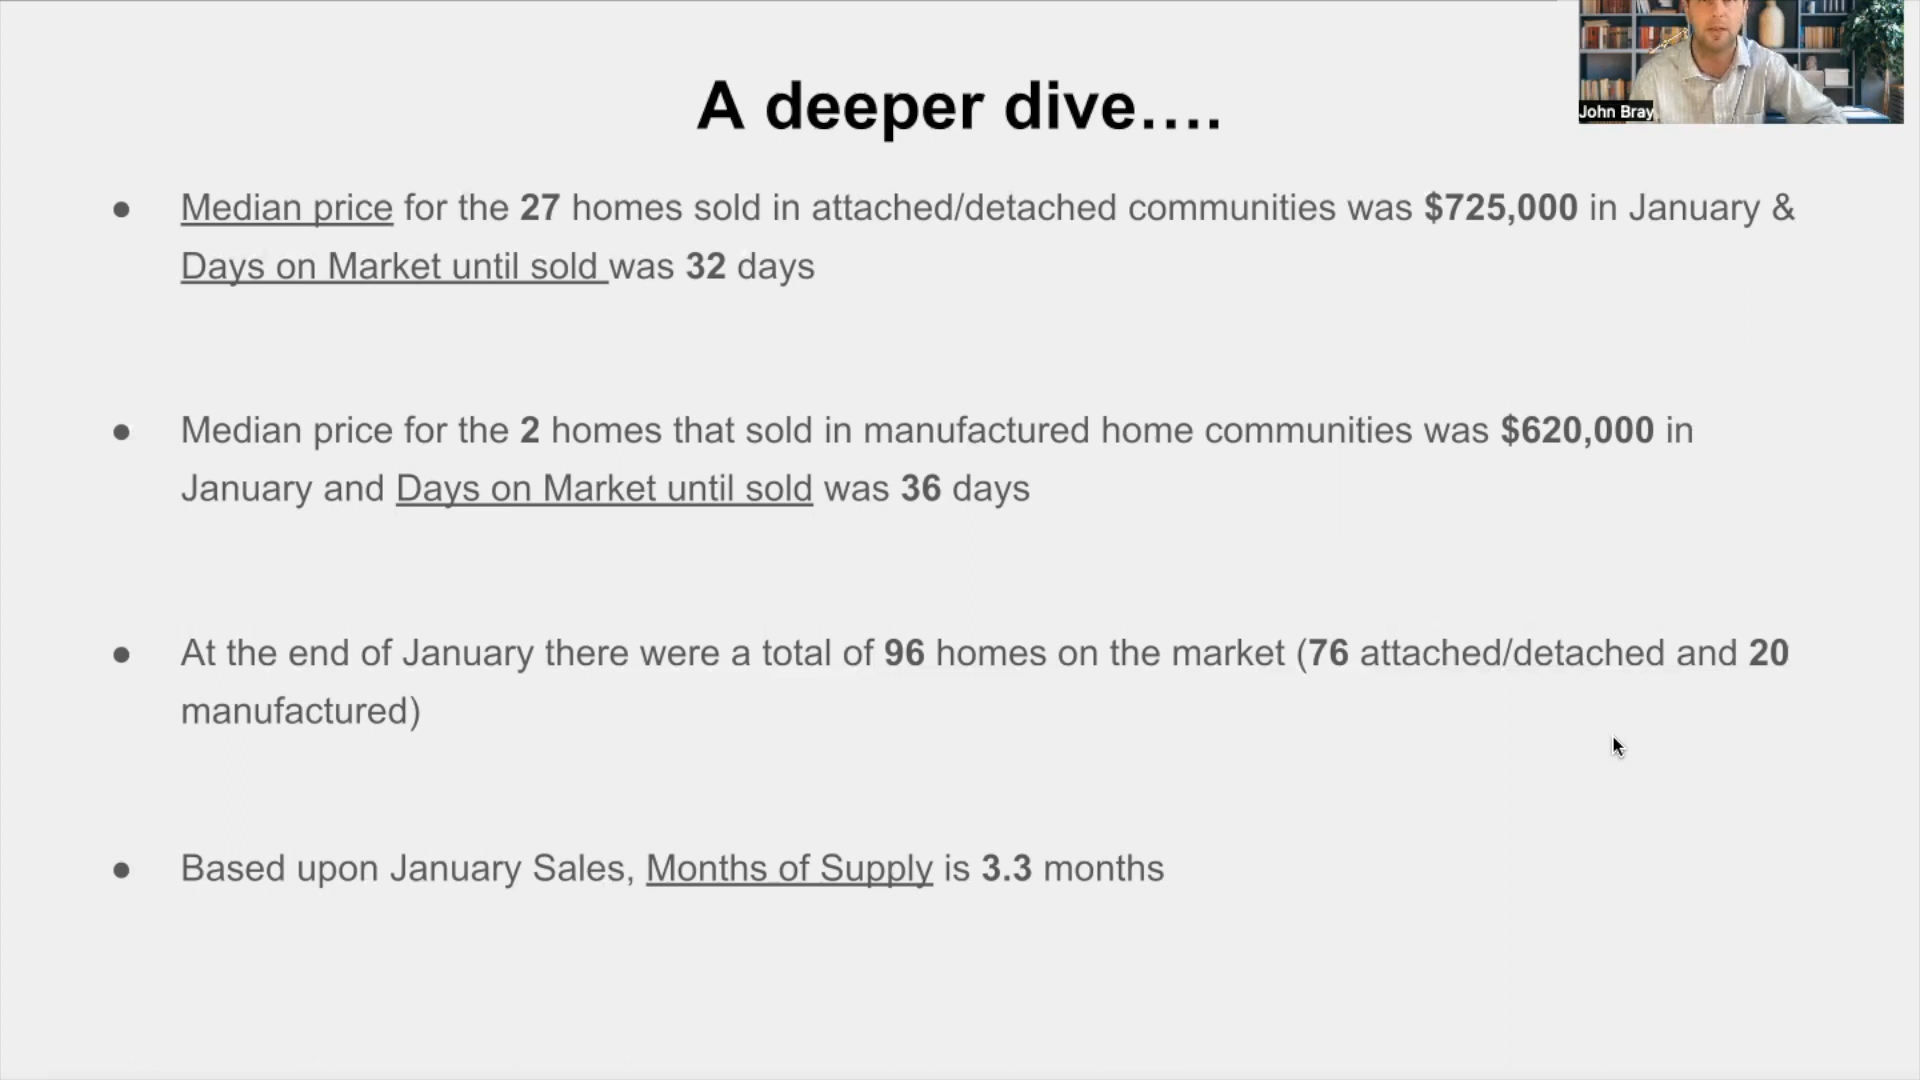 A deeper dive....
John Bray
● Median price for the 27 homes sold in attached/detached communities was $725,000 in January &
Days on Market until sold was 32 days
● Median price for the 2 homes that sold in manufactured home communities was $620,000 in
January and Days on Market until sold was 36 days
● At the end of January there were a total of 96 homes on the market (76 attached/detached and 20
manufactured)
● Based upon January Sales, Months of Supply is 3.3 months